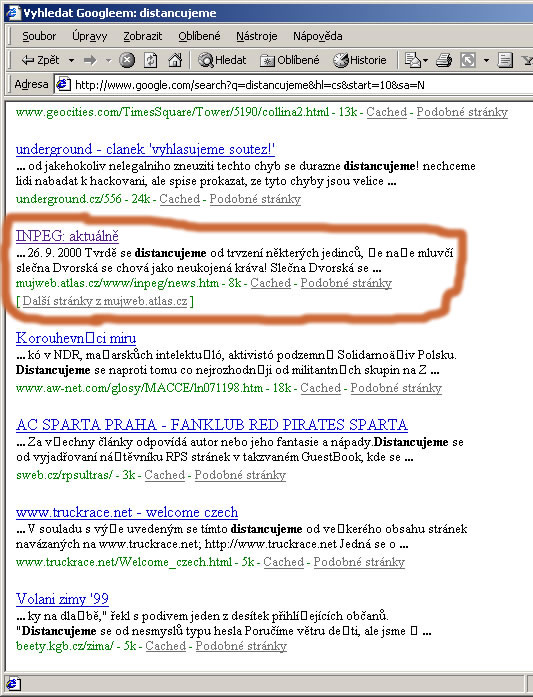 Vyhledat Googleem: distancujeme
Soubor Úpravy Zobrazit Oblíbené Nástroje Nápověda
Zpět Hledat Oblíbené Historie
Adresa http://www.google.com/search?q=distancujeme&hl=cs&start=10&sa=N
www.geocities.com/TimesSquare/Tower/5190/collina2.html - 13k - Cached - Podobné stránky
underground - clanek 'vyhlasujeme soutez!'
... od jakehokoliv nelegalniho zneuziti techto chyb se durazne distancujeme! nechceme
lidi nabadat k hackovani, ale spise prokazat, ze tyto chyby jsou velice ...
underground.cz/556 - 24k - Cached - Podobné stránky
INPEG: aktuálně
... 26. 9. 2000 Tvrdě se distancujeme od trvzení některých jedinců, □e na□e mluvčí
slečna Dvorská se chová jako neukojená kráva! Slečna Dvorská se ...
mujweb.atlas.cz/www/inpeg/news.htm - 8k - Cached - Podobné stránky
[ Další stránky z mujweb.atlas.cz ]
Korouhevn□ci miru
... kó v NDR, ma□arských intelektu□ló, aktivistó podzemn□ Solidarnoä□iv Polsku.
Distancujeme se naproti tomu co nejrozhodn□ji od militantn□ch skupin na Z ...
www.aw-net.com/glosy/MACCE/ln071198.htm - 18k - Cached - Podobné stránky
AC SPARTA PRAHA - FANKLUB RED PIRATES SPARTA
... Za v□echny články odpovídá autor nebo jeho fantasie a nápady.Distancujeme se
od vyjadřovaní ná□těvníku RPS stránek v takzvaném GuestBook, kde se ...
sweb.cz/rpsultras/ - 3k - Cached - Podobné stránky
www.truckrace.net - welcome czech
... V souladu s vý□e uvedeným se tímto distancujeme od ve□kerého obsahu stránek
navázaných na www.truckrace.net; http://www.truckrace.net Jedná se o ...
www.truckrace.net/Welcome_czech.html - 5k - Cached - Podobné stránky
Volani zimy '99
... ky na dla□bě," řekl s podivem jeden z desítek přihlí□ejících občanů.
"Distancujeme se od nesmyslů typu hesla Poručíme větru de□ti, ale jsme □ ...
beety.kgb.cz/zima/ - 5k - Cached - Podobné stránky